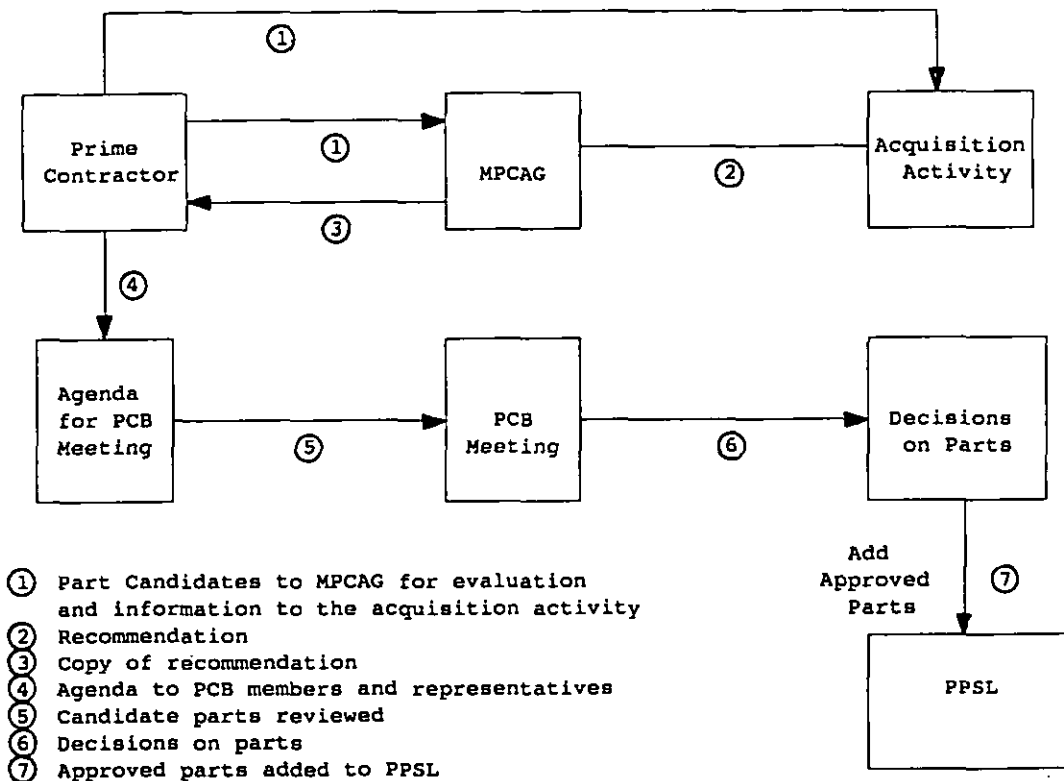 ①
Prime
Contractor
①
MPCAG
②
Acquisition
Activity
③
④
Agenda
for PCB
Meeting
⑤
PCB
Meeting
⑥
Decisions
on Parts
Add
Approved
Parts
⑦
PPSL
① Part Candidates to MPCAG for evaluation
and information to the acquisition activity
② Recommendation
③ Copy of recommendation
④ Agenda to PCB members and representatives
⑤ Candidate parts reviewed
⑥ Decisions on parts
⑦ Approved parts added to PPSL